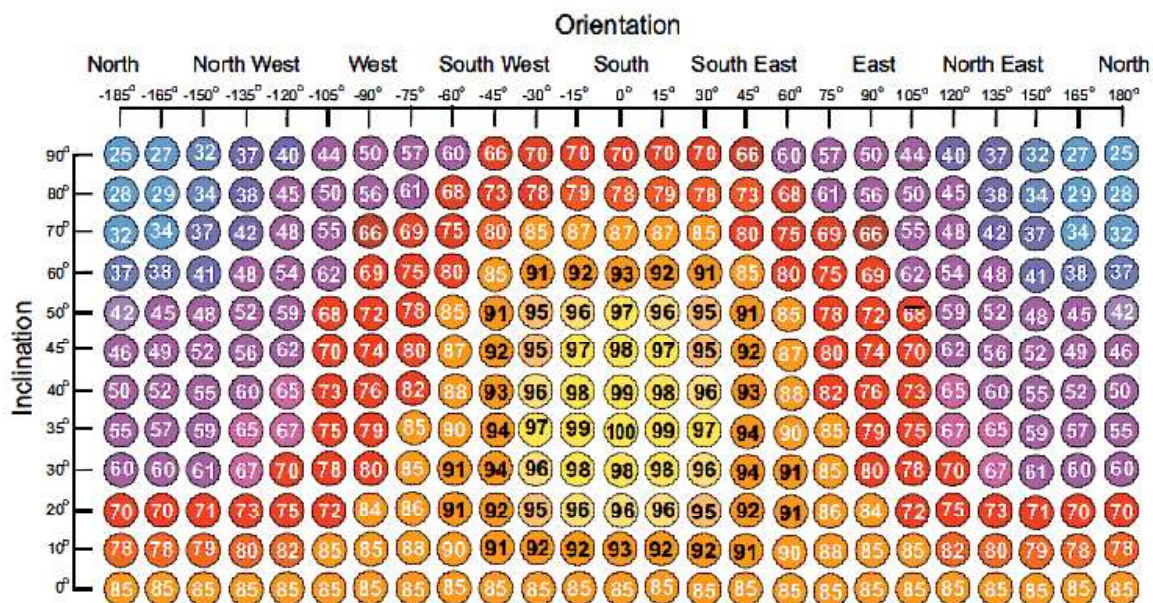 Orientation
North North West West South West South South East East North East North
-185° -165° -150° -135° -120° -105° -90° -75° -60° -45° -30° -15° 0° 15° 30° 45° 60° 75° 90° 105° 120° 135° 150° 165° 180°
90° 25 27 32 37 40 44 50 57 60 66 70 70 70 70 70 66 60 57 50 44 40 37 32 27 25
80° 28 29 34 38 45 50 56 61 68 73 78 79 78 79 78 73 68 61 56 50 45 38 34 29 28
70° 32 34 37 42 48 55 66 69 75 80 85 87 87 87 85 80 75 69 66 55 48 42 37 34 32
60° 37 38 41 48 54 62 69 75 80 85 91 92 93 92 91 85 80 75 69 62 54 48 41 38 37
Inclination
50° 42 45 48 52 59 68 72 78 85 91 95 96 97 96 95 91 85 78 72 68 59 52 48 45 42
45° 46 49 52 56 62 70 74 80 87 92 95 97 98 97 95 92 87 80 74 70 62 56 52 49 46
40° 50 52 55 60 65 73 76 82 88 93 96 98 99 98 96 93 88 82 76 73 65 60 55 52 50
35° 55 57 59 65 67 75 79 85 90 94 97 99 100 99 97 94 90 85 79 75 67 65 59 57 55
30° 60 60 61 67 70 78 80 85 91 94 96 98 98 98 96 94 91 85 80 78 70 67 61 60 60
20° 70 70 71 73 75 72 84 86 91 92 95 96 96 96 95 92 91 86 84 72 75 73 71 70 70
10° 78 78 79 80 82 85 85 88 90 91 92 92 93 92 92 91 90 88 85 85 82 80 79 78 78
0° 85 85 85 85 85 85 85 85 85 85 85 85 85 85 85 85 85 85 85 85 85 85 85 85 85